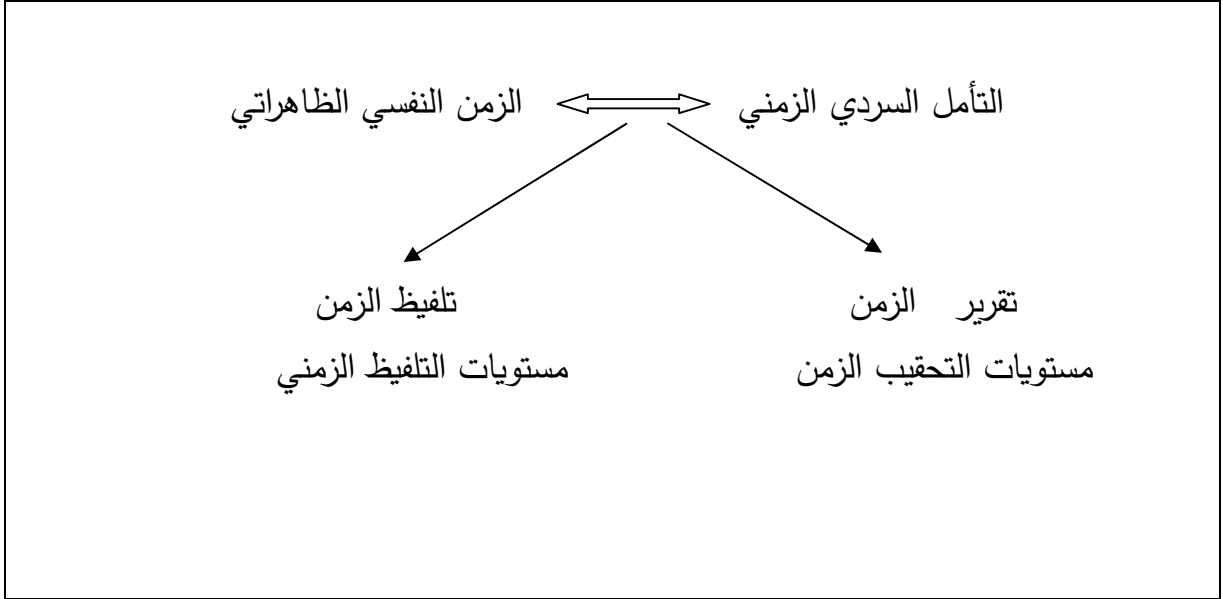 التأمل السردي الزمني الزمن النفسي الظاهراتي
تقرير الزمن تلفيظ الزمن
مستويات التحقيب الزمن مستويات التلفيظ الزمني